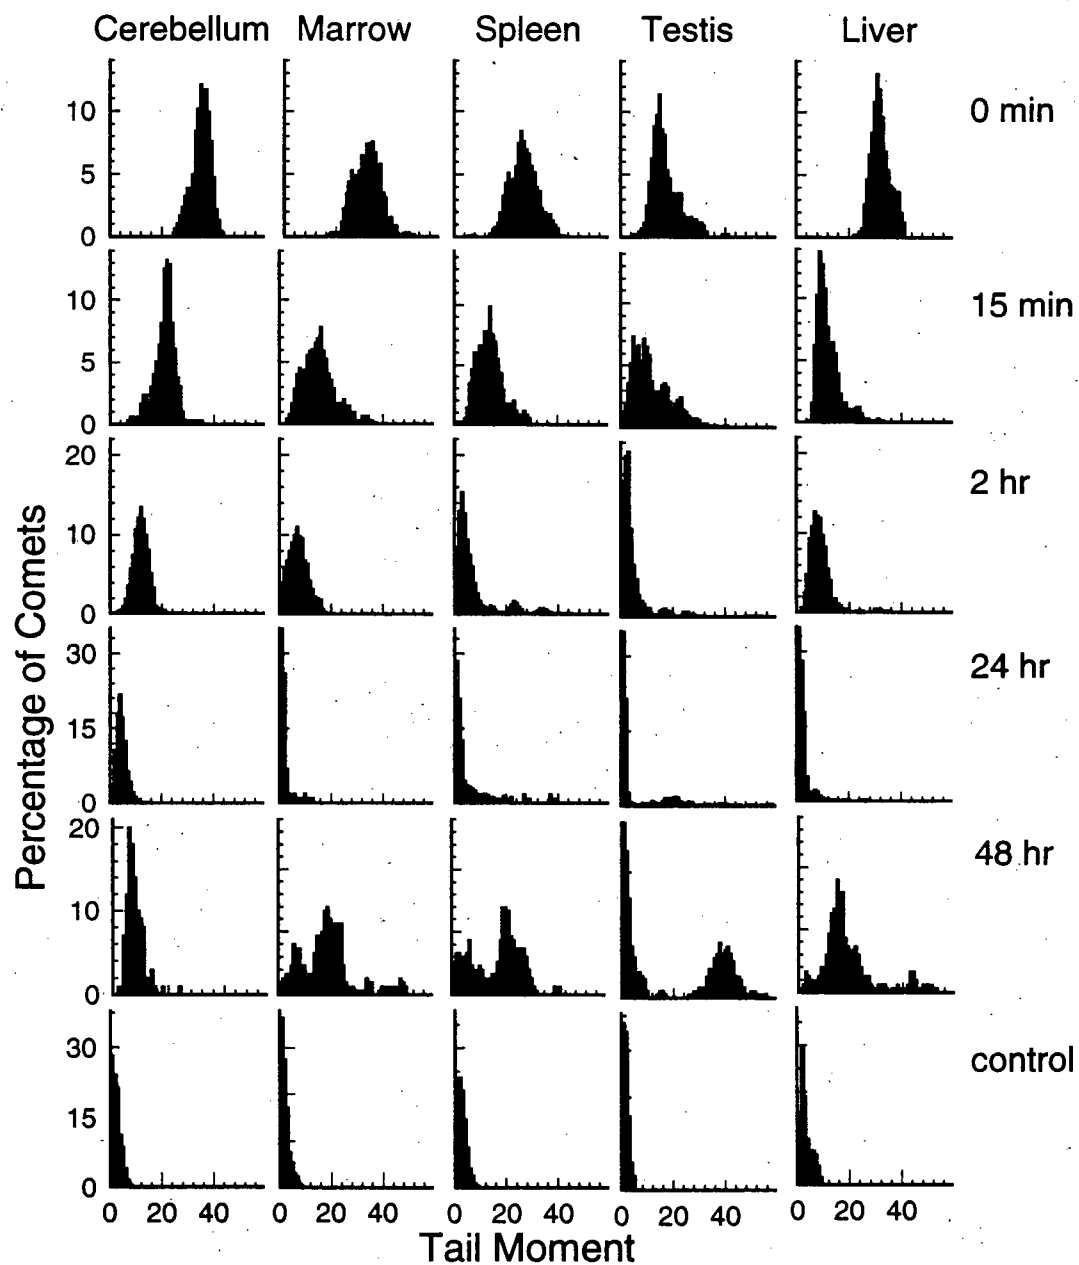 Cerebellum Marrow Spleen Testis Liver
10
5
0
0 min
10
5
0
15 min
20
10
0
2 hr
30
15
0
24 hr
20
10
0
48 hr
30
15
0
control
0 20 40 0 20 40 0 20 40 0 20 40 0 20 40
Percentage of Comets
Tail Moment